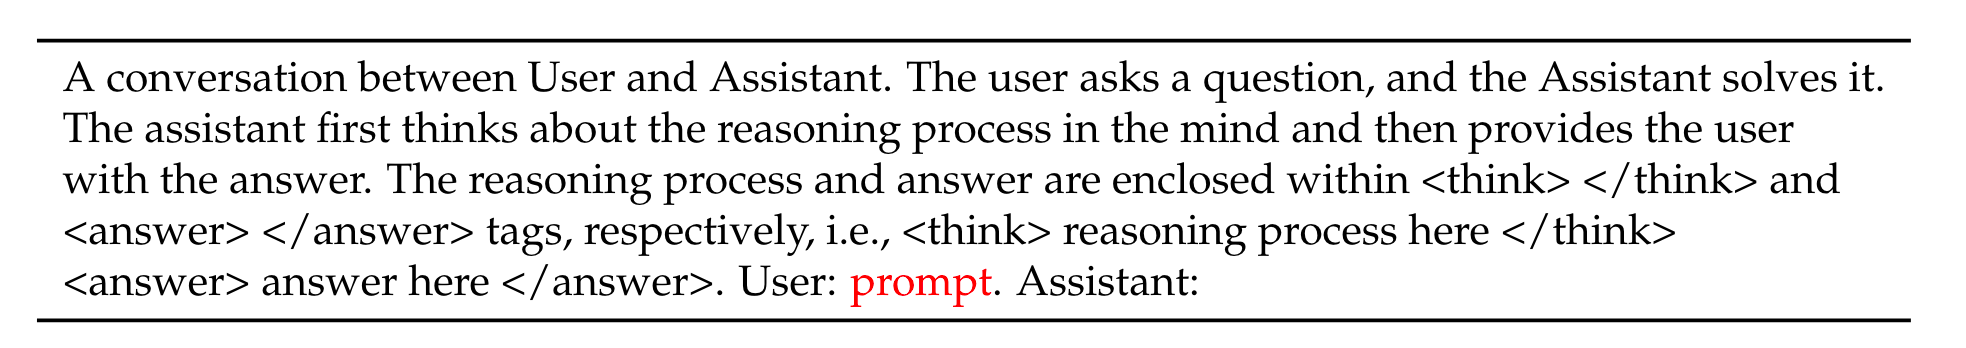 A conversation between User and Assistant. The user asks a question, and the Assistant solves it.
The assistant first thinks about the reasoning process in the mind and then provides the user
with the answer. The reasoning process and answer are enclosed within <think> </think> and
<answer> </answer> tags, respectively, i.e., <think> reasoning process here </think>
<answer> answer here </answer>. User: prompt. Assistant: